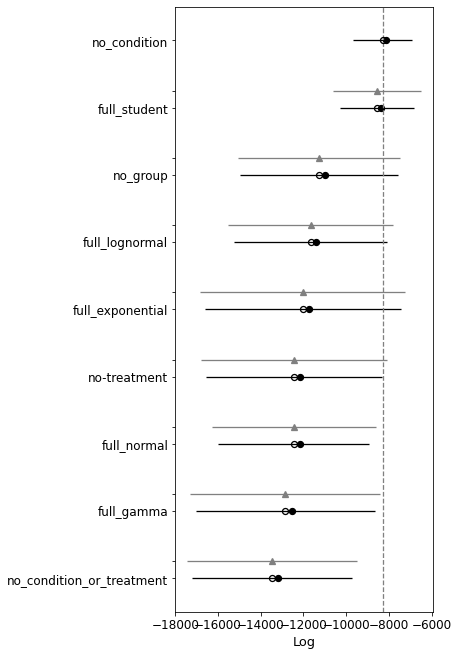 no_condition
full_student
no_group
full_lognormal
full_exponential
no-treatment
full_normal
full_gamma
no_condition_or_treatment
−18000 −16000 −14000 −12000 −10000 −8000 −6000
Log